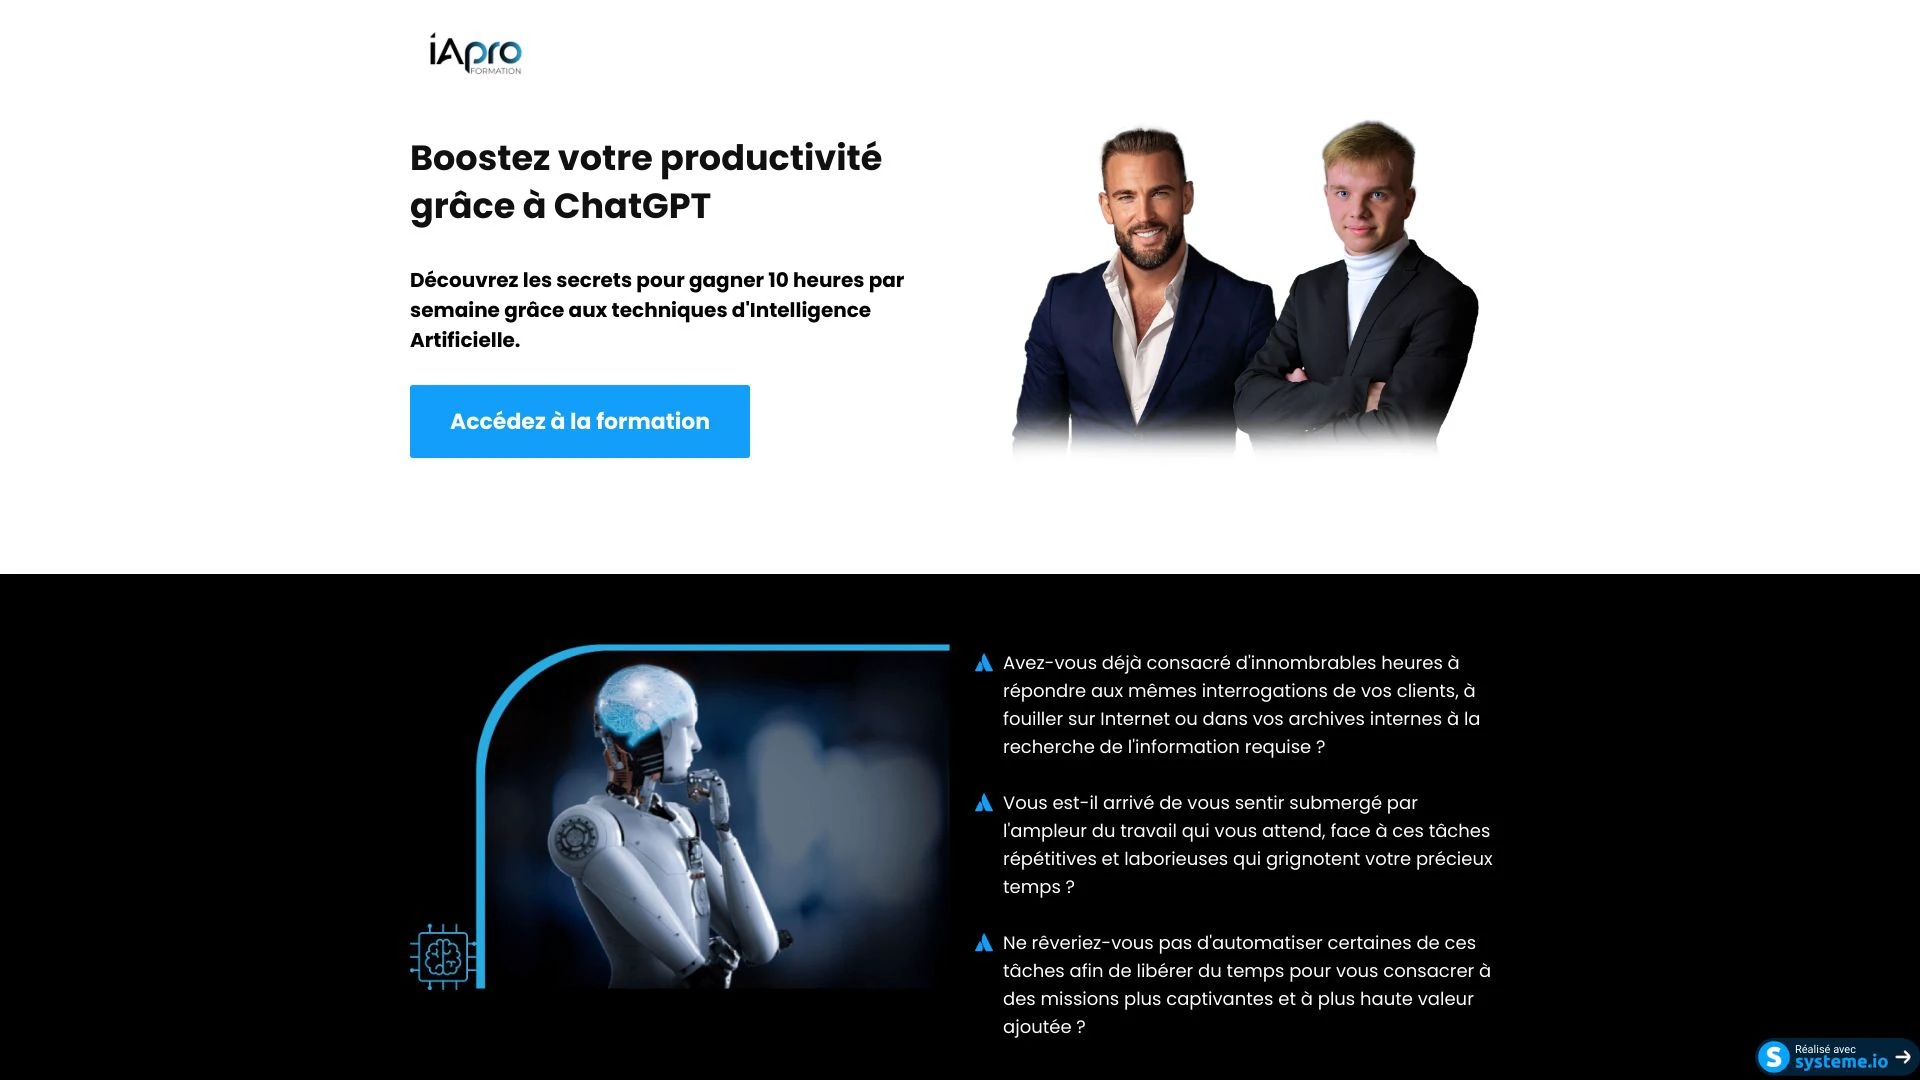 iApro
FORMATION
Boostez votre productivité
grâce à ChatGPT
Découvrez les secrets pour gagner 10 heures par
semaine grâce aux techniques d'Intelligence
Artificielle.
Accédez à la formation
Avez-vous déjà consacré d'innombrables heures à
répondre aux mêmes interrogations de vos clients, à
fouiller sur Internet ou dans vos archives internes à la
recherche de l'information requise ?
Vous est-il arrivé de vous sentir submergé par
l'ampleur du travail qui vous attend, face à ces tâches
répétitives et laborieuses qui grignotent votre précieux
temps ?
Ne rêveriez-vous pas d'automatiser certaines de ces
tâches afin de libérer du temps pour vous consacrer à
des missions plus captivantes et à plus haute valeur
ajoutée ?
Réalisé avec
systeme.io